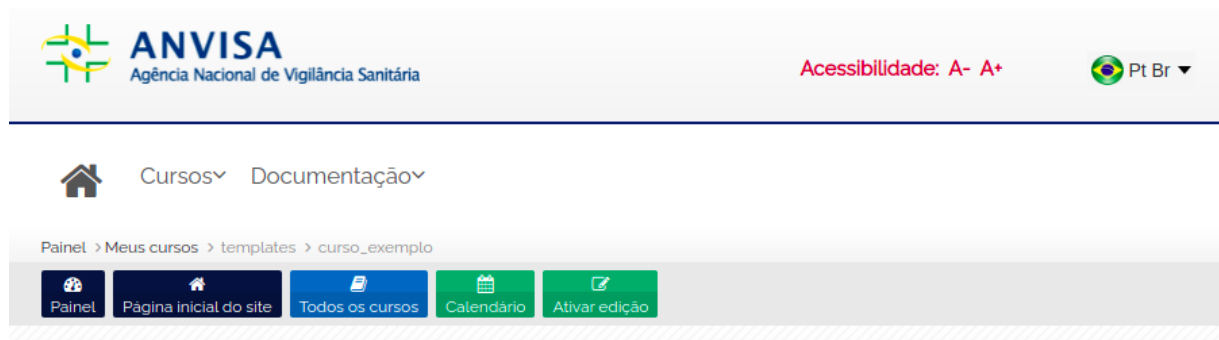 ANVISA
Agência Nacional de Vigilância Sanitária
Acessibilidade: A- A+
Pt Br
Cursos Documentação
Painel > Meus cursos > templates > curso_exemplo
Painel Página inicial do site Todos os cursos Calendário Ativar edição